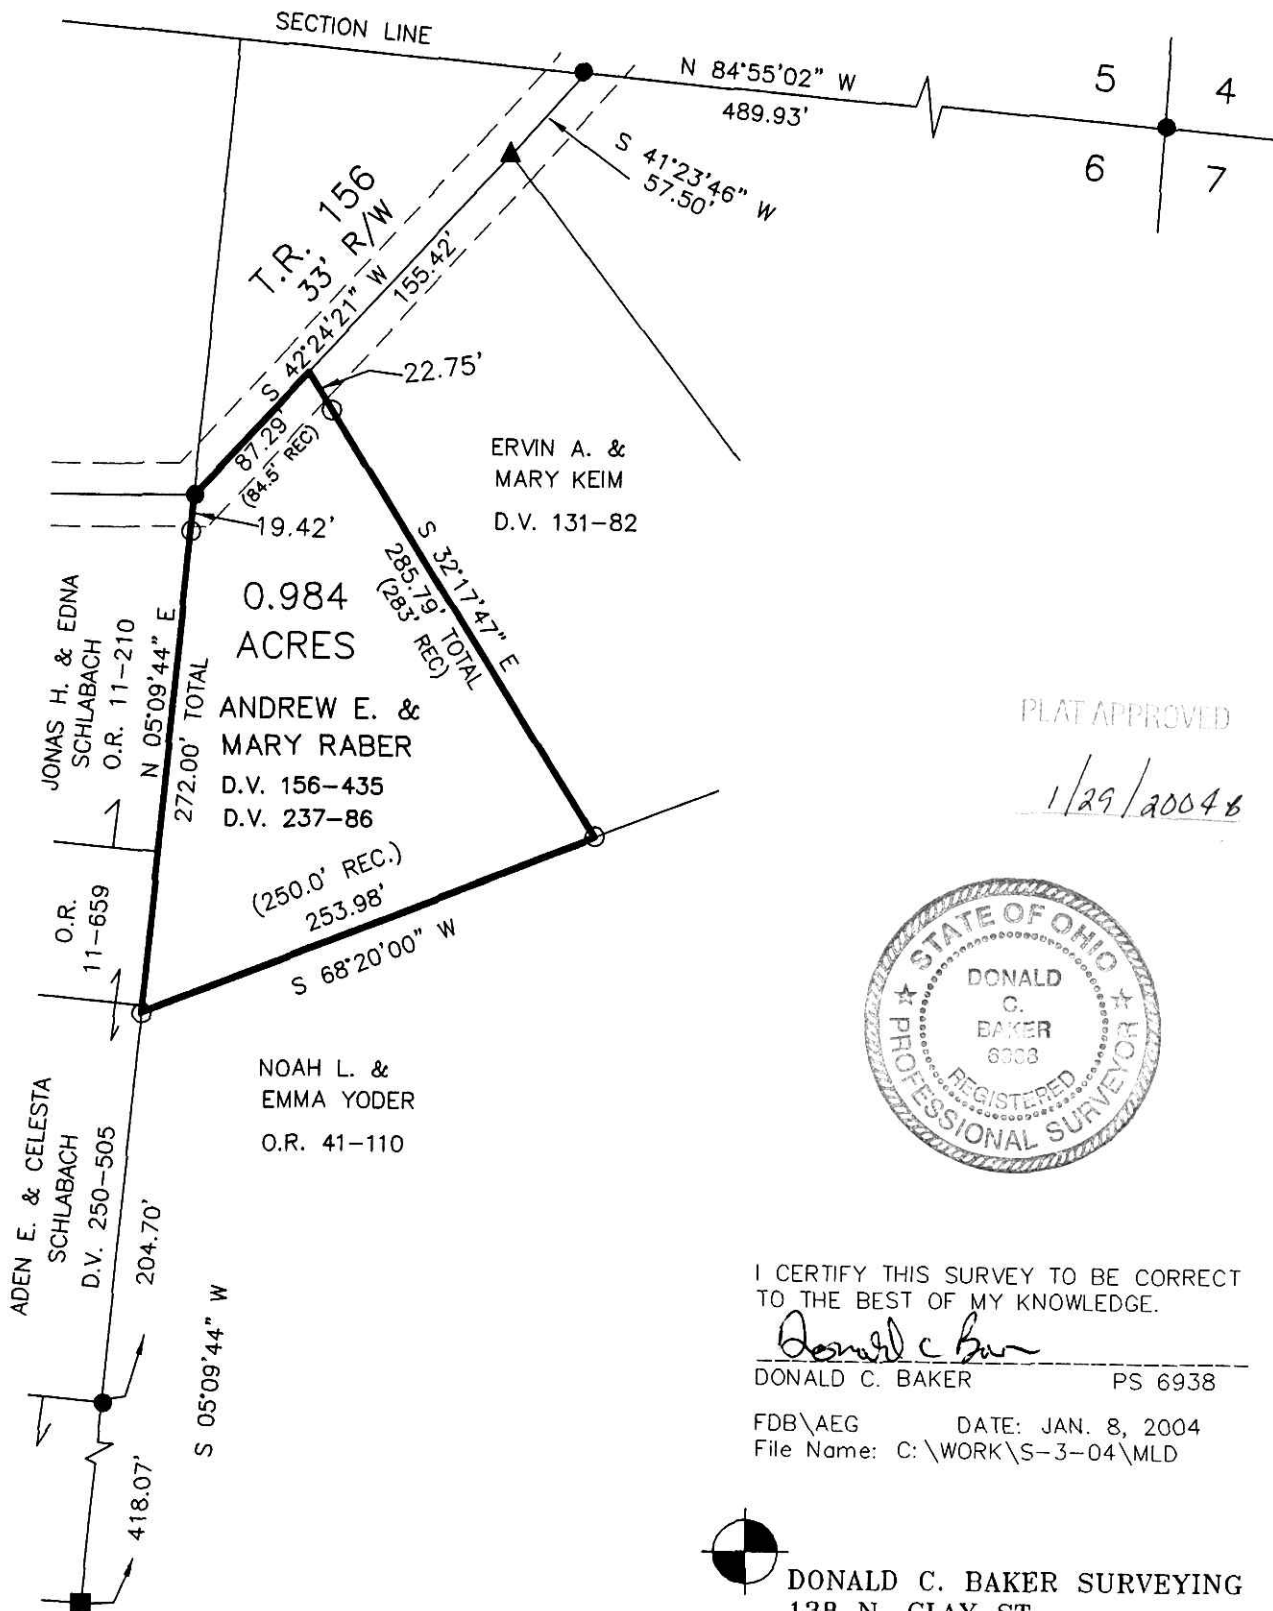 SECTION LINE
N 84°55'02" W
489.93'
5
4
6
7
S 41°23'46" W
57.50'
T.R. 156
33' R/W
S 42°24'21" W
155.42'
22.75'
87.29'
(84.5' REC)
19.42'
ERVIN A. &
MARY KEIM
D.V. 131-82
S 32°17'47" E
285.79' TOTAL
(283' REC)
0.984
ACRES
ANDREW E. &
MARY RABER
D.V. 156-435
D.V. 237-86
JONAS H. & EDNA
SCHLABACH
O.R. 11-210
N 05°09'44" E
272.00' TOTAL
O.R.
11-659
(250.0' REC.)
253.98'
S 68°20'00" W
NOAH L. &
EMMA YODER
O.R. 41-110
ADEN E. & CELESTA
SCHLABACH
D.V. 250-505
204.70'
S 05°09'44" W
418.07'
PLAT APPROVED
1/29/2004
STATE OF OHIO
DONALD
C.
BAKER
6938
REGISTERED
PROFESSIONAL SURVEYOR
I CERTIFY THIS SURVEY TO BE CORRECT
TO THE BEST OF MY KNOWLEDGE.
DONALD C. BAKER PS 6938
FDB\AEG DATE: JAN. 8, 2004
File Name: C:\WORK\S-3-04\MLD
DONALD C. BAKER SURVEYING
138 N. CLAY ST.